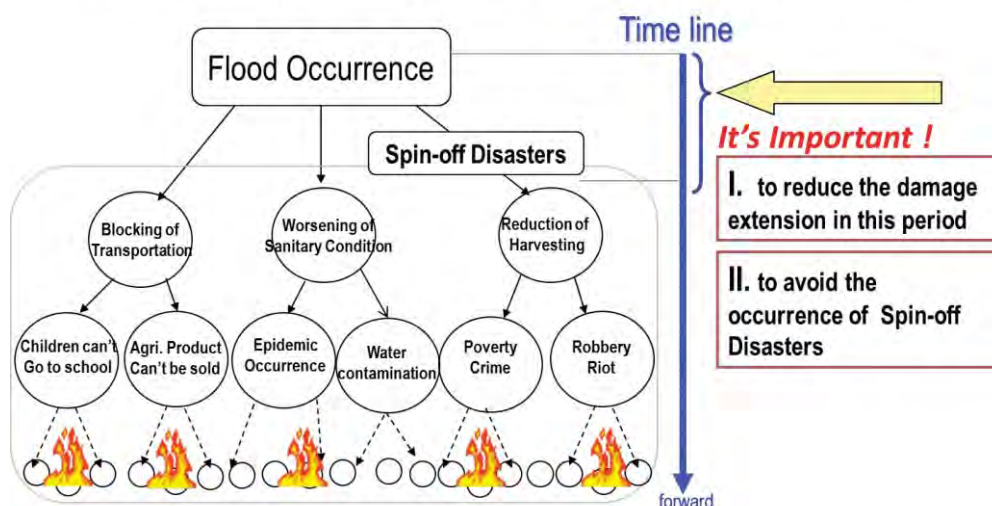 Flood Occurrence
Time line
Spin-off Disasters
It's Important !
I. to reduce the damage
extension in this period
II. to avoid the
occurrence of Spin-off
Disasters
Blocking of
Transportation
Worsening of
Sanitary Condition
Reduction of
Harvesting
Children can't
Go to school
Agri. Product
Can't be sold
Epidemic
Occurrence
Water
contamination
Poverty
Crime
Robbery
Riot
forward